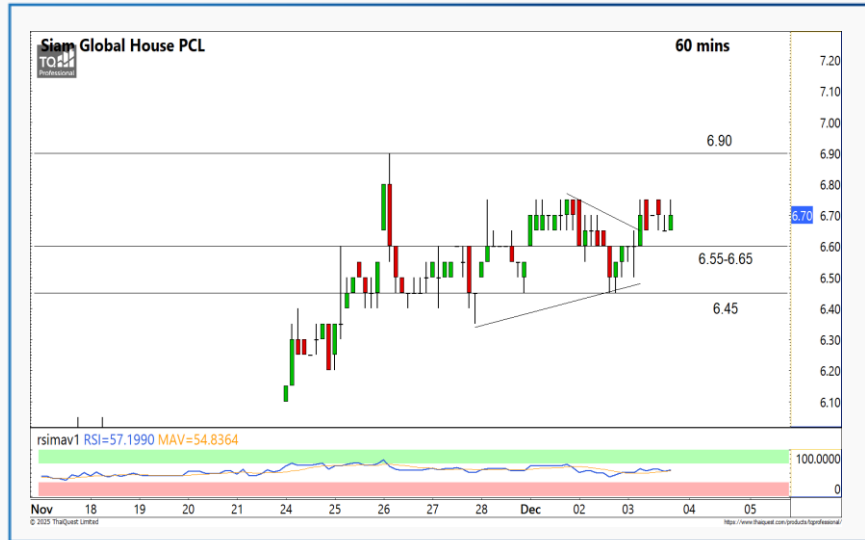 Siam Global House PCL
60 mins
TQ
Professional
7.20
7.10
7.00
6.90
6.90
6.80
6.70
6.60
6.55-6.65
6.50
6.45
6.40
6.30
6.20
6.10
rsimav1 RSI=57.1990 MAV=54.8364
100.0000
0
Nov 18 19 20 21 24 25 26 27 28 Dec 02 03 04 05
© 2025 ThaiQuest Limited
https://www.thaiquest.com/products/tqprofessional/